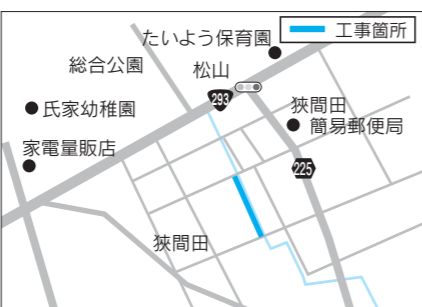 たいよう保育園
工事箇所
総合公園
松山
293
氏家幼稚園
狭間田
簡易郵便局
家電量販店
225
狭間田